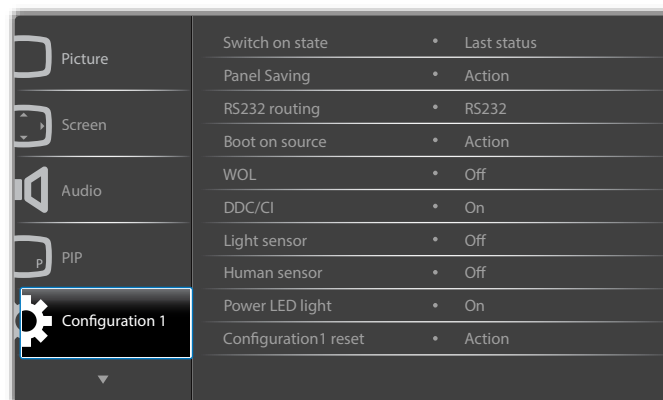 Picture
Screen
Audio
PIP
P
Configuration 1
Switch on state • Last status
Panel Saving • Action
RS232 routing • RS232
Boot on source • Action
WOL • Off
DDC/CI • On
Light sensor • Off
Human sensor • Off
Power LED light • On
Configuration1 reset • Action